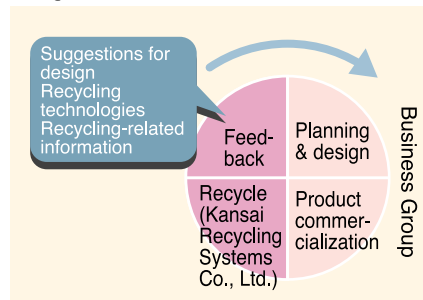 Suggestions for
design
Recycling
technologies
Recycling-related
information
Feed-
back
Planning
& design
Recycle
(Kansai
Recycling
Systems
Co., Ltd.)
Product
commer-
cialization
Business Group